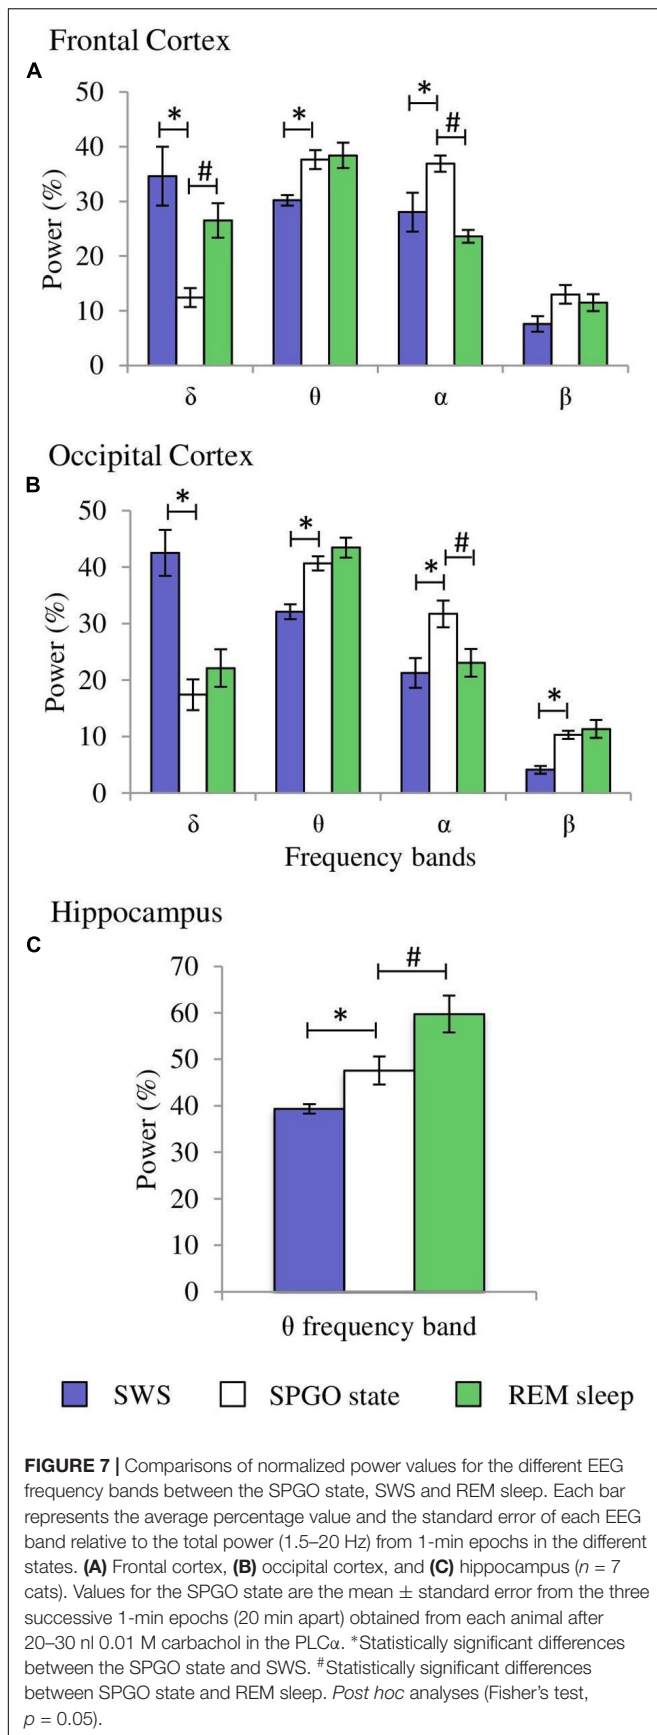 Frontal Cortex
A
50
40
30
20
10
0
Power (%)
* # * * #
δ θ α β
Occipital Cortex
B
50
40
30
20
10
0
Power (%)
* * * # *
δ θ α β
Frequency bands
Hippocampus
C
70
60
50
40
30
20
10
0
Power (%)
* #
θ frequency band
SWS SPGO state REM sleep
FIGURE 7 | Comparisons of normalized power values for the different EEG
frequency bands between the SPGO state, SWS and REM sleep. Each bar
represents the average percentage value and the standard error of each EEG
band relative to the total power (1.5–20 Hz) from 1-min epochs in the different
states. (A) Frontal cortex, (B) occipital cortex, and (C) hippocampus (n = 7
cats). Values for the SPGO state are the mean ± standard error from the three
successive 1-min epochs (20 min apart) obtained from each animal after
20–30 nl 0.01 M carbachol in the PLCα. *Statistically significant differences
between the SPGO state and SWS. #Statistically significant differences
between SPGO state and REM sleep. Post hoc analyses (Fisher's test,
p = 0.05).